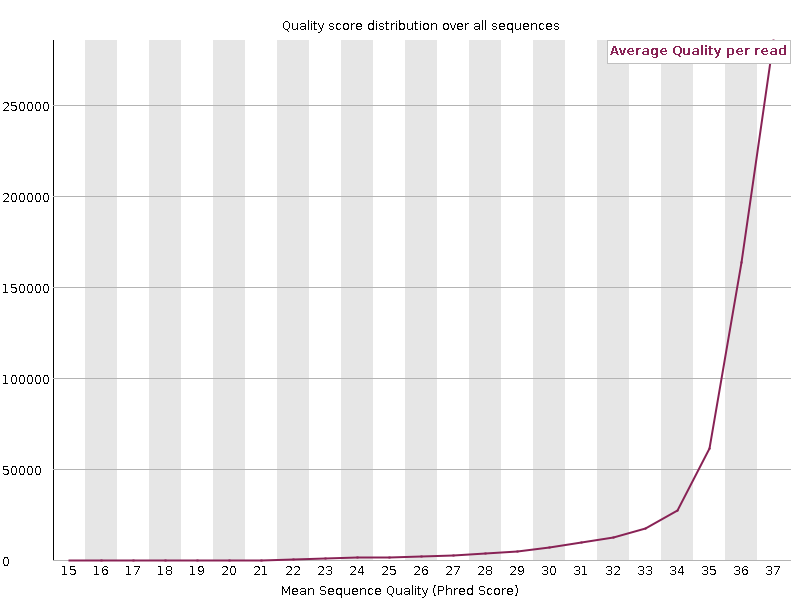 Quality score distribution over all sequences
Average Quality per read
250000
200000
150000
100000
50000
0
15 16 17 18 19 20 21 22 23 24 25 26 27 28 29 30 31 32 33 34 35 36 37
Mean Sequence Quality (Phred Score)